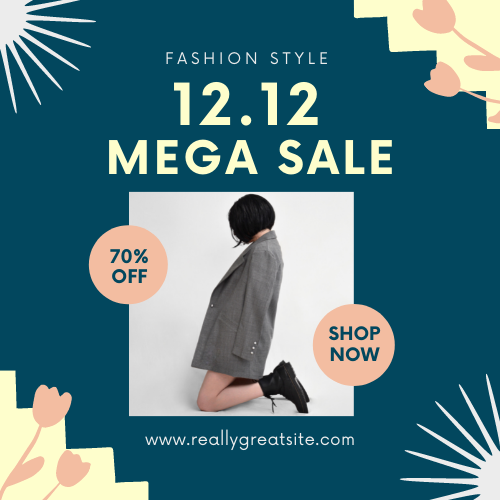 FASHION STYLE
12.12
MEGA SALE
70%
OFF
SHOP
NOW
www.reallygreatsite.com